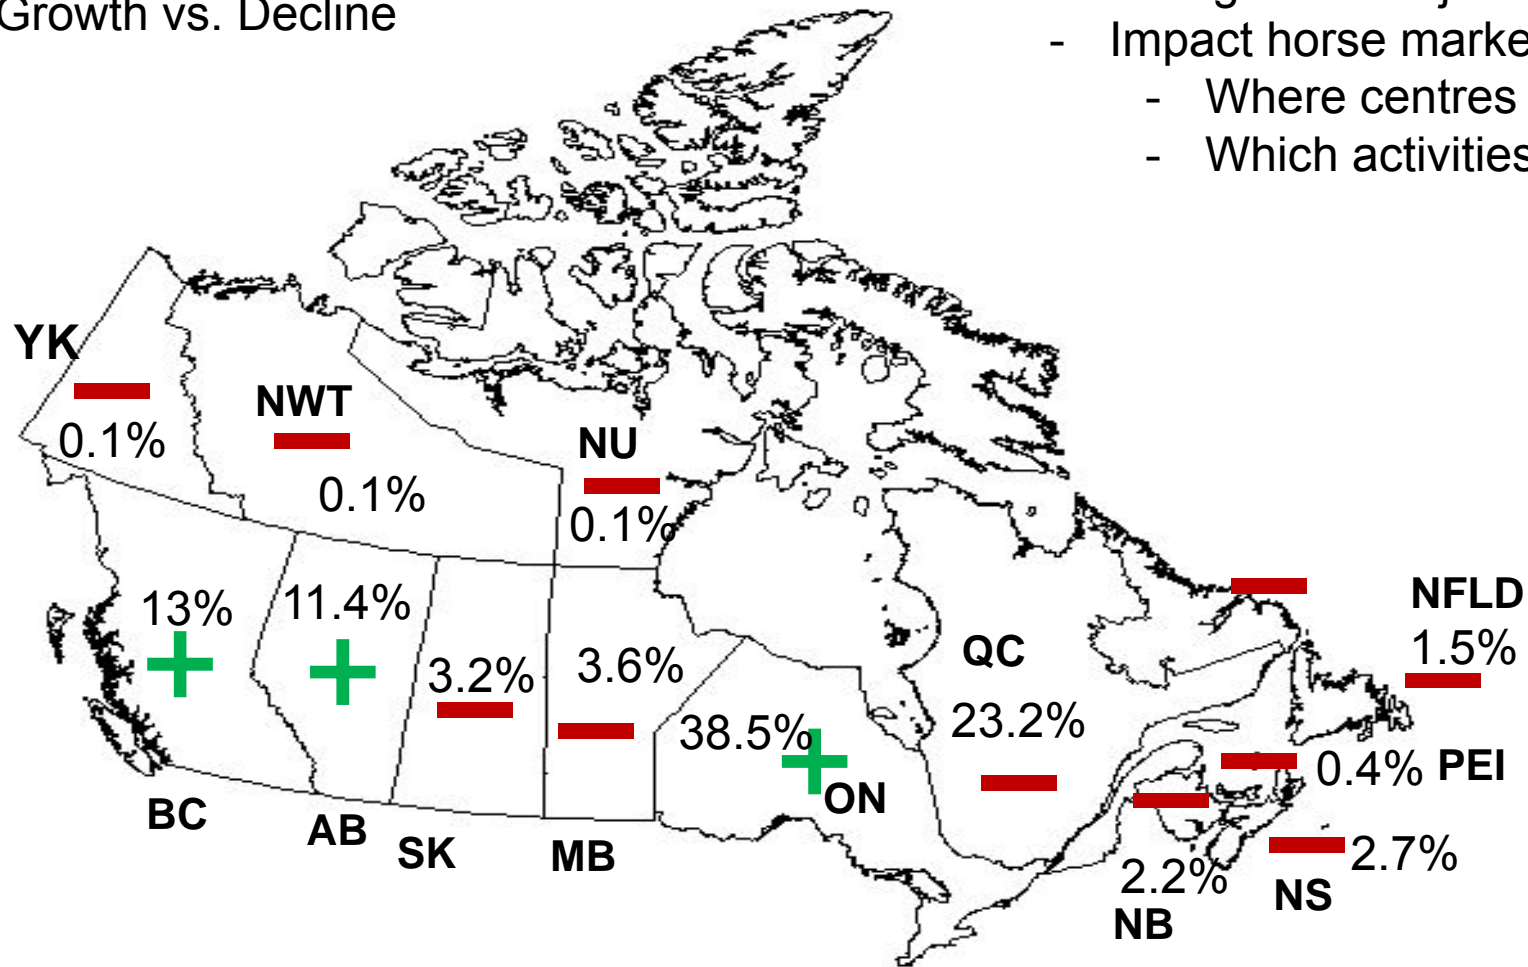 Growth vs. Decline
- Impact horse marke
- Where centres
- Which activities
YK
0.1%
NWT
0.1%
NU
0.1%
13%
BC
11.4%
AB
3.2%
SK
3.6%
MB
38.5%
ON
QC
23.2%
NFLD
1.5%
0.4% PEI
2.7%
NS
2.2%
NB